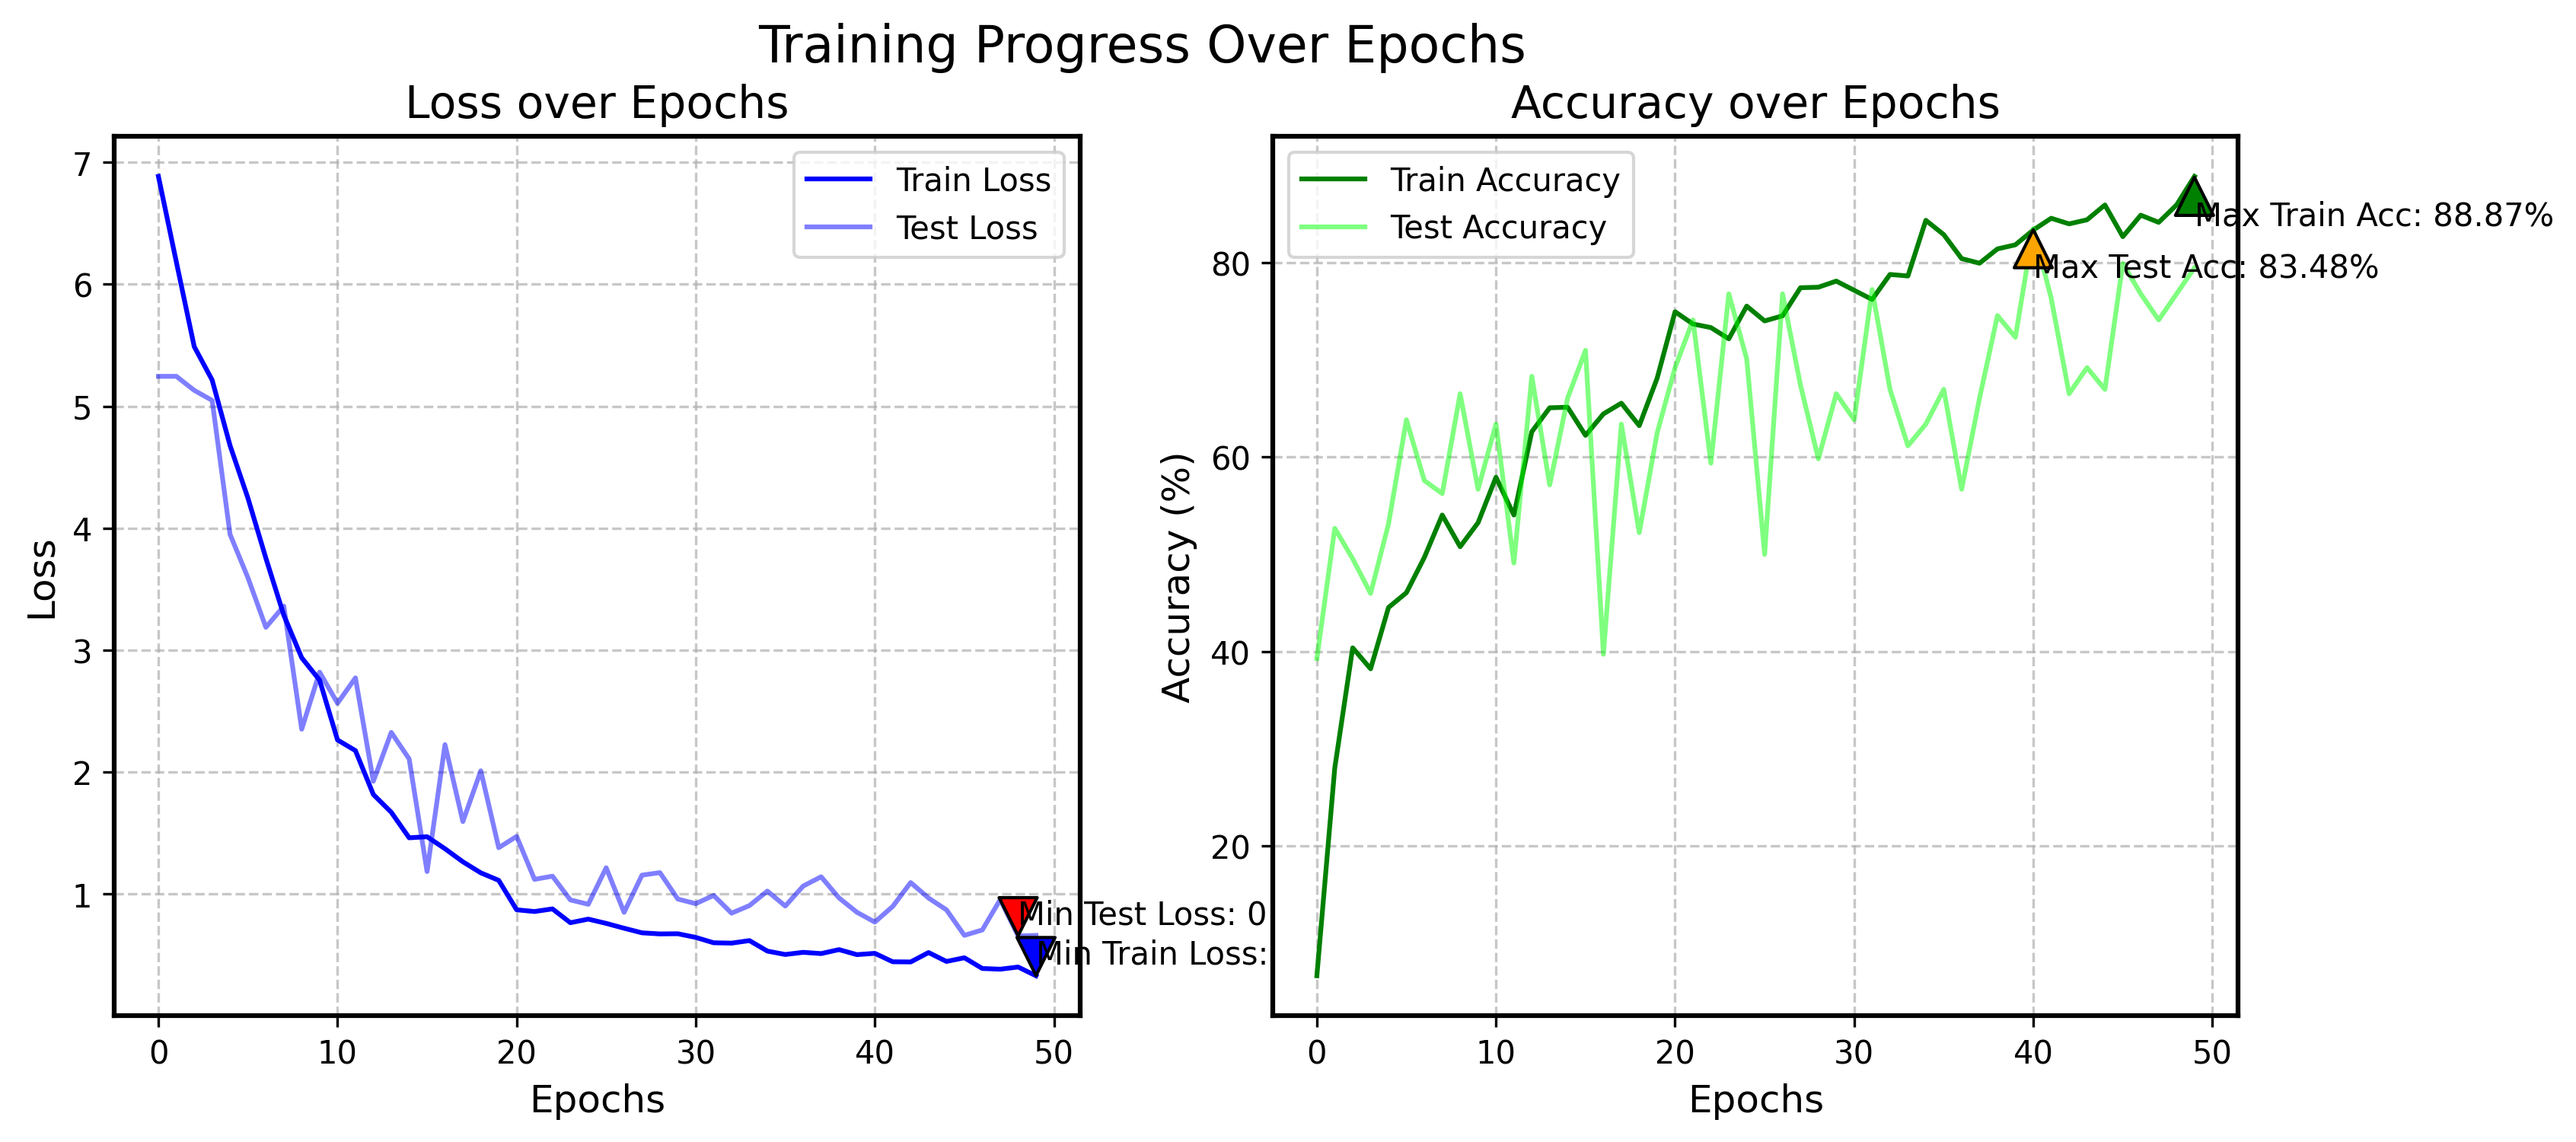 Training Progress Over Epochs
Loss over Epochs
7
6
5
4
3
2
1
Loss
Train Loss
Test Loss
Min Test Loss: 0
Min Train Loss:
0 10 20 30 40 50
Epochs
Accuracy over Epochs
80
60
40
20
Accuracy (%)
Train Accuracy
Test Accuracy
Max Train Acc: 88.87%
Max Test Acc: 83.48%
0 10 20 30 40 50
Epochs